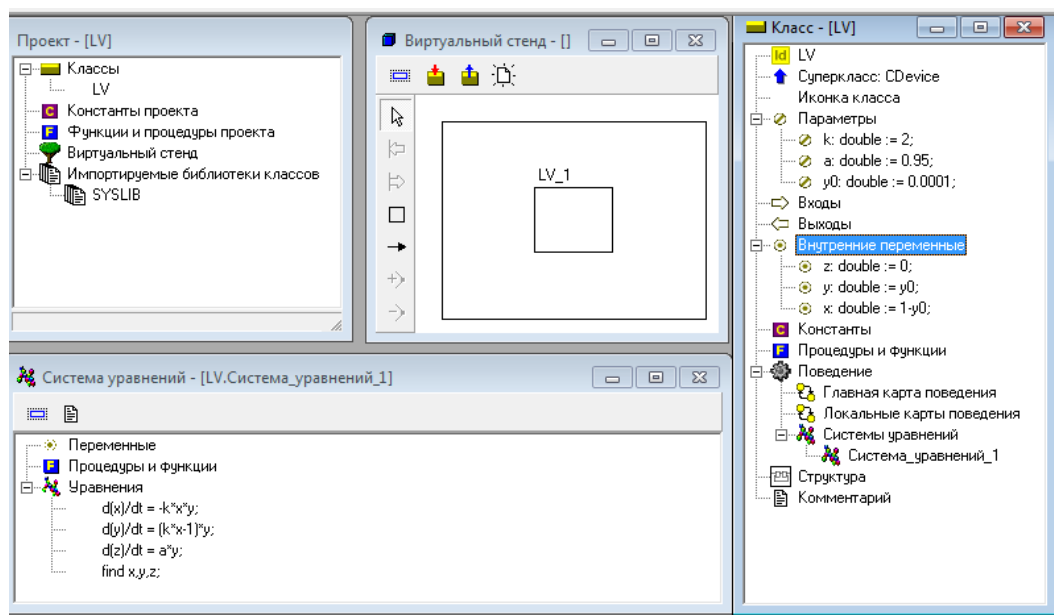 Проект - [LV]
Классы
LV
Константы проекта
Функции и процедуры проекта
Виртуальный стенд
Импортируемые библиотеки классов
SYSLIB
Виртуальный стенд - []
LV_1
Класс - [LV]
LV
Суперкласс: CDevice
Иконка класса
Параметры
k: double := 2;
a: double := 0.95;
y0: double := 0.0001;
Входы
Выходы
Внутренние переменные
z: double := 0;
y: double := y0;
x: double := 1-y0;
Константы
Процедуры и функции
Поведение
Главная карта поведения
Локальные карты поведения
Системы уравнений
Система_уравнений_1
Структура
Комментарий
Система уравнений - [LV.Система_уравнений_1]
Переменные
Процедуры и функции
Уравнения
d(x)/dt = -k*x*y;
d(y)/dt = (k*x-1)*y;
d(z)/dt = a*y;
find x,y,z;